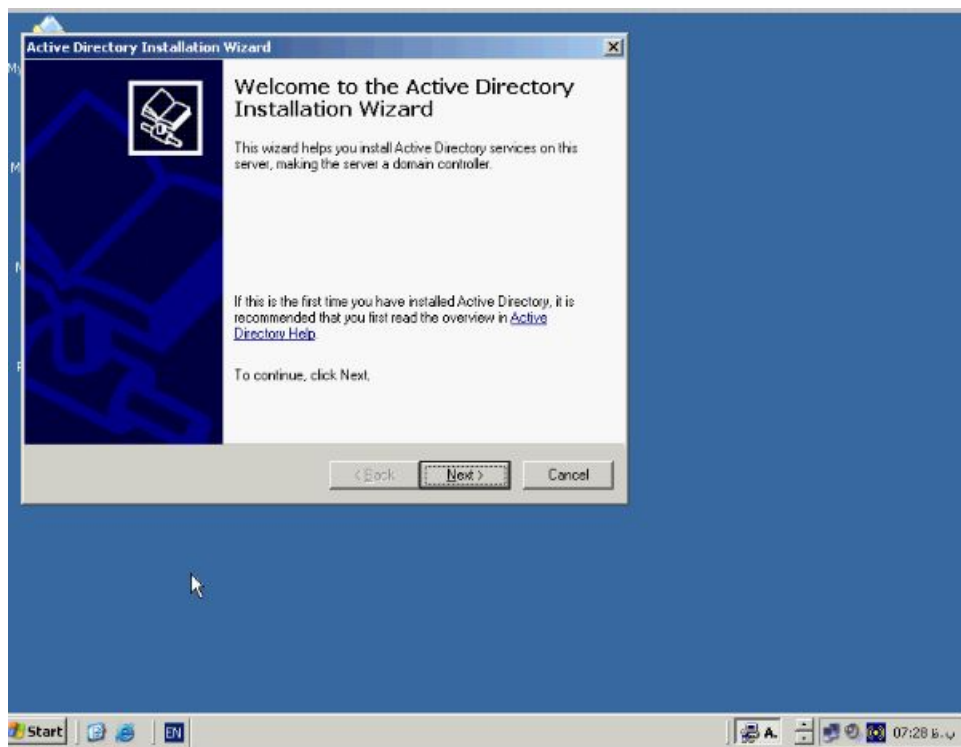 Active Directory Installation Wizard
Welcome to the Active Directory
Installation Wizard
This wizard helps you install Active Directory services on this
server, making the server a domain controller.
If this is the first time you have installed Active Directory, it is
recommended that you first read the overview in Active
Directory Help.
To continue, click Next.
< Back
Next >
Cancel
Start
EN
A.
07:28 ب.ظ